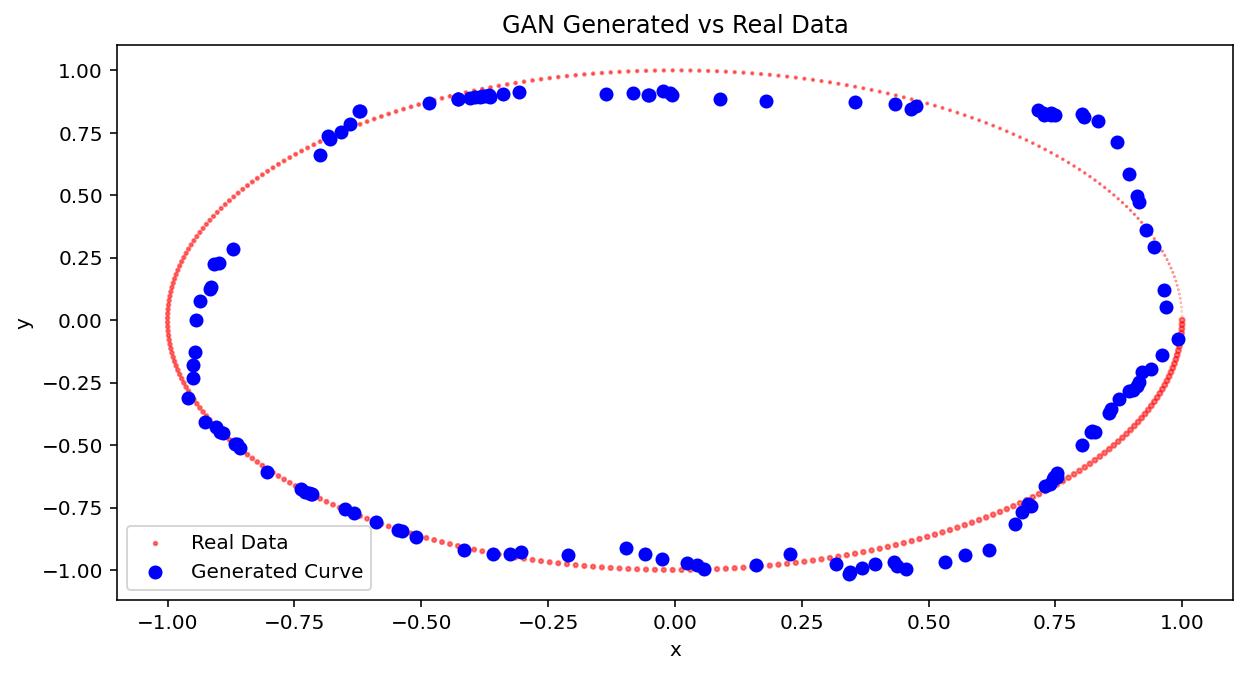 GAN Generated vs Real Data
1.00
0.75
0.50
0.25
0.00
−0.25
−0.50
−0.75
−1.00
y
Real Data
Generated Curve
−1.00 −0.75 −0.50 −0.25 0.00 0.25 0.50 0.75 1.00
x